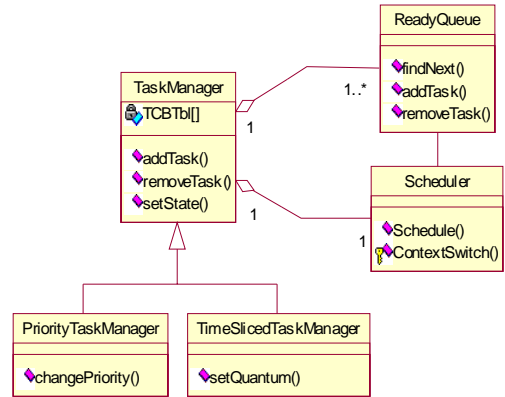 ReadyQueue
findNext()
addTask()
removeTask()
TaskManager
TCBTbl[]
addTask()
removeTask()
setState()
1
1..*
1
1
Scheduler
Schedule()
ContextSwitch()
PriorityTaskManager
changePriority()
TimeSlicedTaskManager
setQuantum()